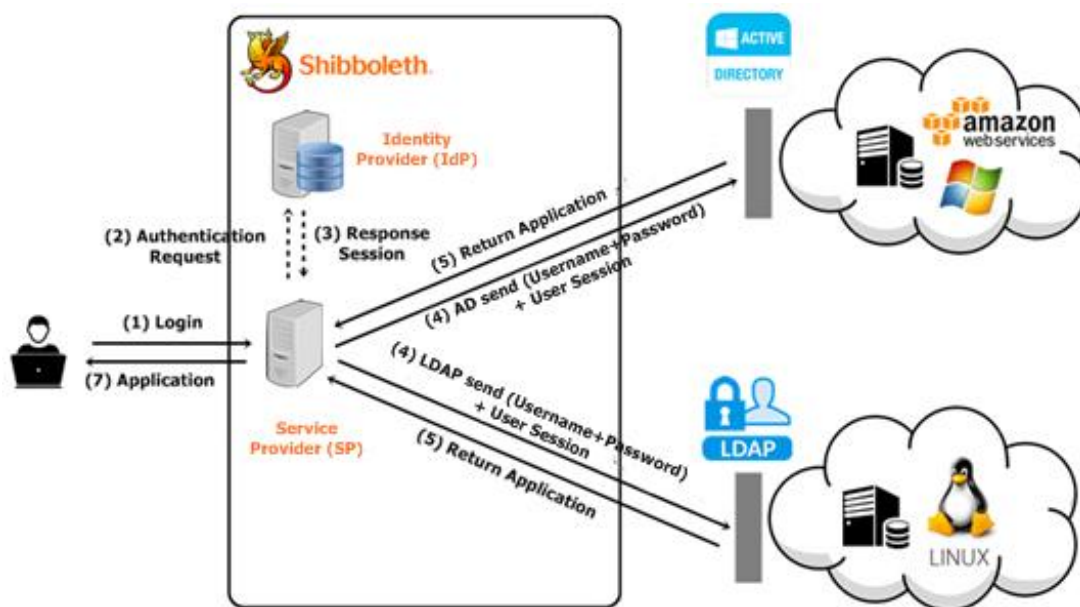 Shibboleth.
ACTIVE
DIRECTORY
amazon
webservices
Identity
Provider (IdP)
(2) Authentication
Request
(3) Response
Session
(5) Return Application
(4) AD send (Username+Password)
+ User Session
(1) Login
(7) Application
Service
Provider (SP)
(4) LDAP send (Username+Password)
+ User Session
(5) Return Application
LDAP
LINUX